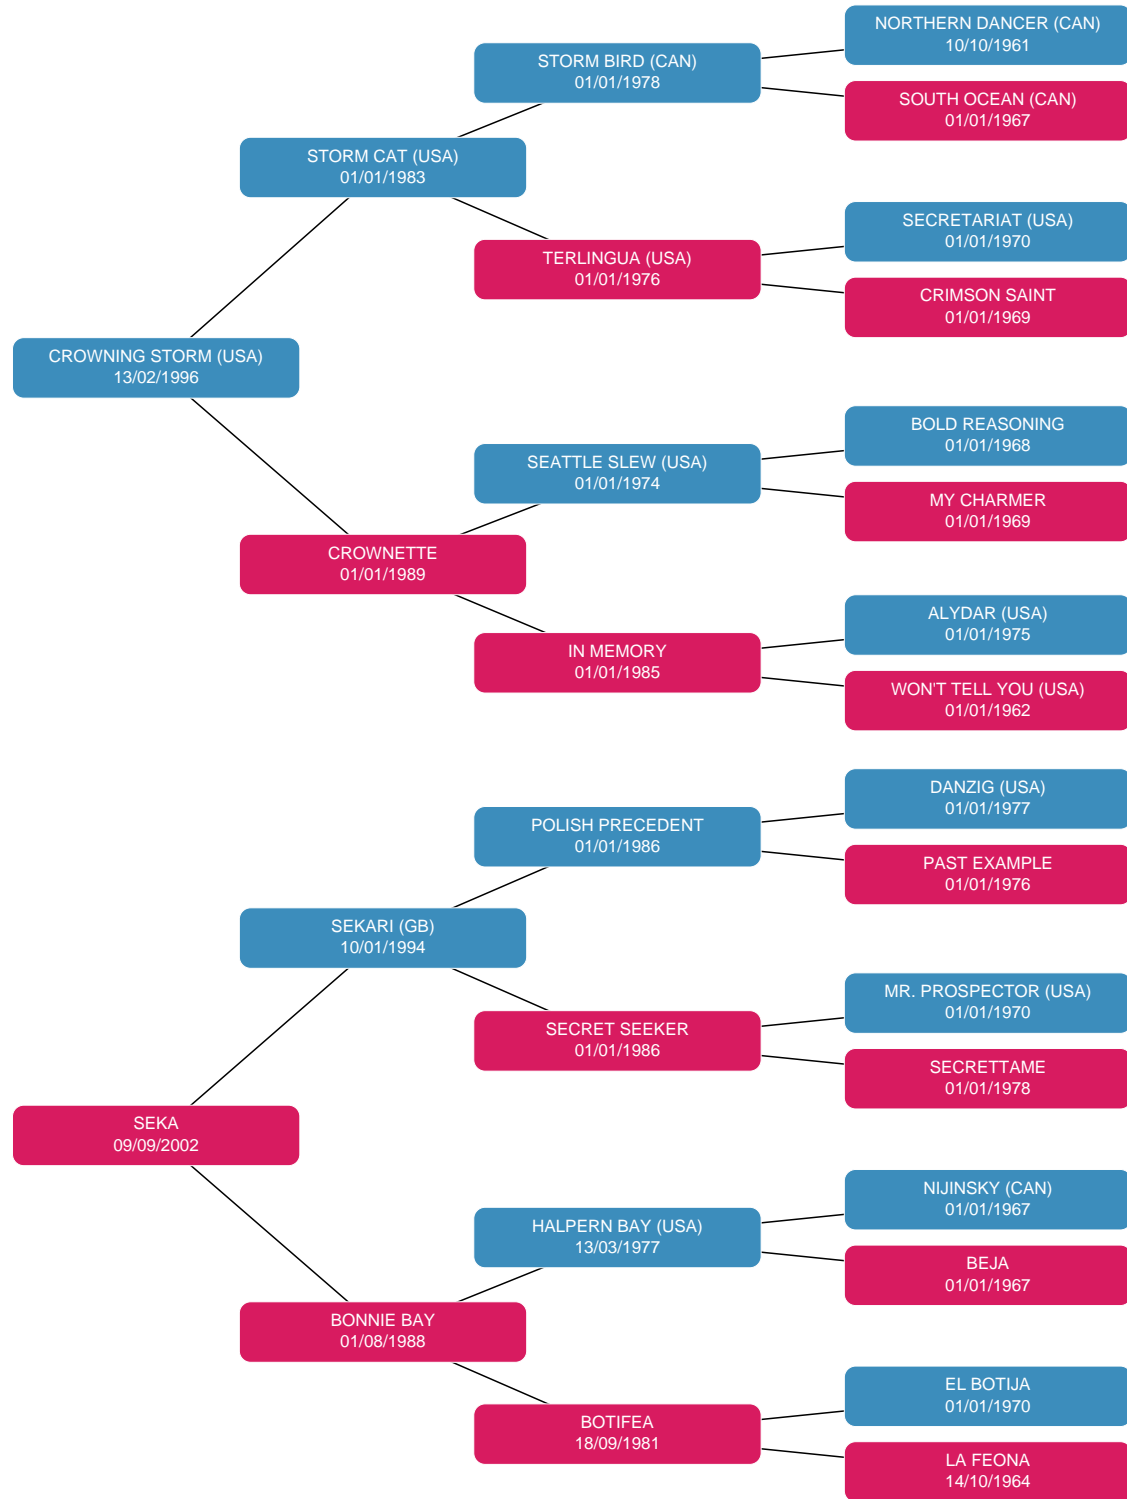 NORTHERN DANCER (CAN)
10/10/1961
STORM BIRD (CAN)
01/01/1978
SOUTH OCEAN (CAN)
01/01/1967
STORM CAT (USA)
01/01/1983
SECRETARIAT (USA)
01/01/1970
TERLINGUA (USA)
01/01/1976
CRIMSON SAINT
01/01/1969
CROWNING STORM (USA)
13/02/1996
BOLD REASONING
01/01/1968
SEATTLE SLEW (USA)
01/01/1974
MY CHARMER
01/01/1969
CROWNETTE
01/01/1989
ALYDAR (USA)
01/01/1975
IN MEMORY
01/01/1985
WON'T TELL YOU (USA)
01/01/1962
DANZIG (USA)
01/01/1977
POLISH PRECEDENT
01/01/1986
PAST EXAMPLE
01/01/1976
SEKARI (GB)
10/01/1994
MR. PROSPECTOR (USA)
01/01/1970
SECRET SEEKER
01/01/1986
SECRETTAME
01/01/1978
SEKA
09/09/2002
NIJINSKY (CAN)
01/01/1967
HALPERN BAY (USA)
13/03/1977
BEJA
01/01/1967
BONNIE BAY
01/08/1988
EL BOTIJA
01/01/1970
BOTIFEA
18/09/1981
LA FEONA
14/10/1964